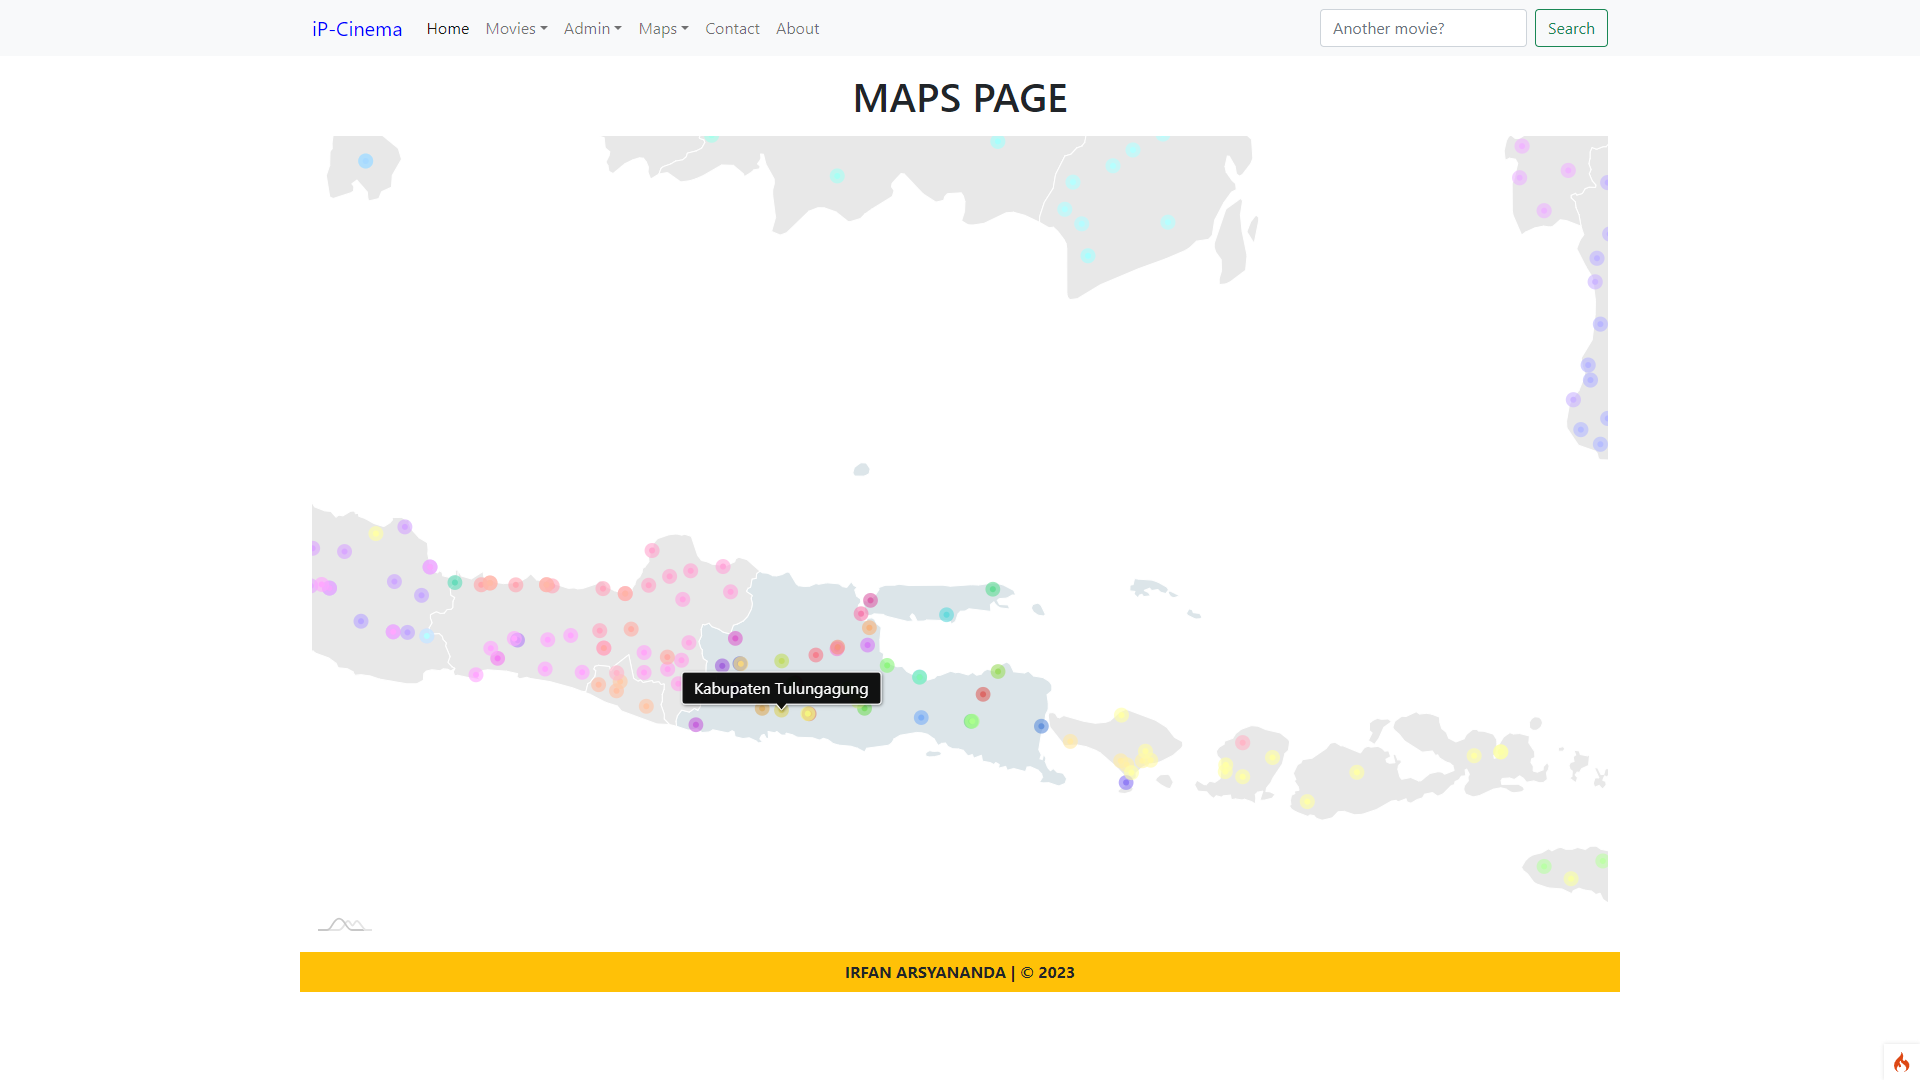 iP-Cinema Home Movies Admin Maps Contact About Another movie? Search
MAPS PAGE
Kabupaten Tulungagung
IRFAN ARSYANANDA | © 2023